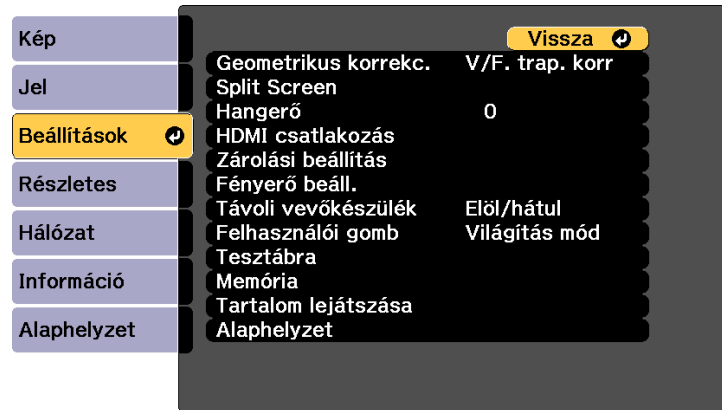 Kép
Jel
Beállítások
Részletes
Hálózat
Információ
Alaphelyzet
Vissza
Geometrikus korrekc. V/F. trap. korr
Split Screen
Hangerő 0
HDMI csatlakozás
Zárolási beállítás
Fényerő beáll.
Távoli vevőkészülék Elöl/hátul
Felhasználói gomb Világítás mód
Tesztábra
Memória
Tartalom lejátszása
Alaphelyzet